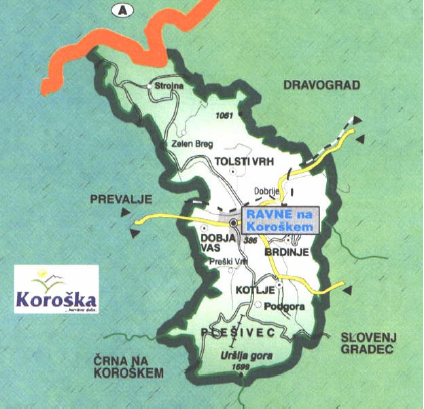 A
Strojna
DRAVOGRAD
1061
Zelen Breg
TOLSTI VRH
Dobrije
PREVALJE
RAVNE na
Koroškem
DOBJA
VAS
386
BRDINJE
Preški Vrh
KOTLJE
Koroška
Podgora
PLEŠIVEC
SLOVENJ
GRADEC
Uršlja gora
ČRNA NA
KOROŠKEM
1699